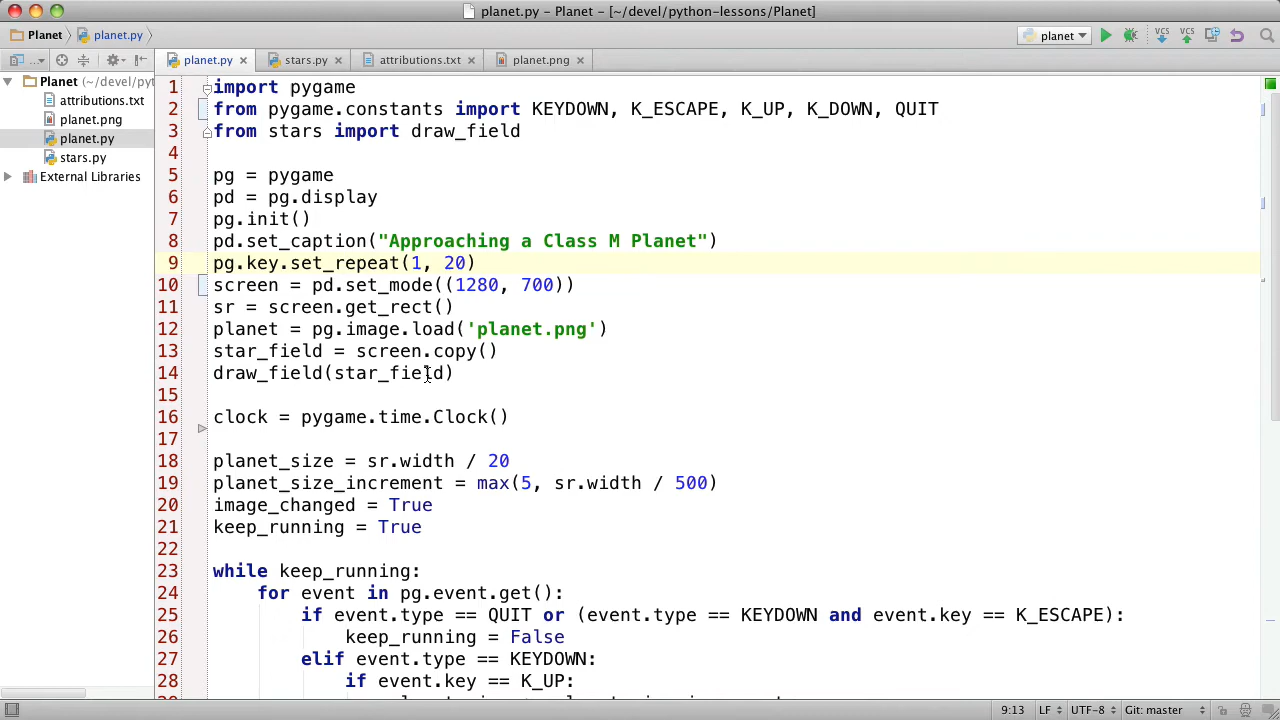 planet.py - Planet - [~/devel/python-lessons/Planet]
Planet
planet.py
planet
VCS
VCS
planet.py
stars.py
attributions.txt
planet.png
Planet (~/devel/pyt
attributions.txt
planet.png
planet.py
stars.py
External Libraries
1 import pygame
2 from pygame.constants import KEYDOWN, K_ESCAPE, K_UP, K_DOWN, QUIT
3 from stars import draw_field
4
5 pg = pygame
6 pd = pg.display
7 pg.init()
8 pd.set_caption("Approaching a Class M Planet")
9 pg.key.set_repeat(1, 20)
10 screen = pd.set_mode((1280, 700))
11 sr = screen.get_rect()
12 planet = pg.image.load('planet.png')
13 star_field = screen.copy()
14 draw_field(star_field)
15
16 clock = pygame.time.Clock()
17
18 planet_size = sr.width / 20
19 planet_size_increment = max(5, sr.width / 500)
20 image_changed = True
21 keep_running = True
22
23 while keep_running:
24 for event in pg.event.get():
25 if event.type == QUIT or (event.type == KEYDOWN and event.key == K_ESCAPE):
26 keep_running = False
27 elif event.type == KEYDOWN:
28 if event.key == K_UP:
9:13 LF UTF-8 Git: master